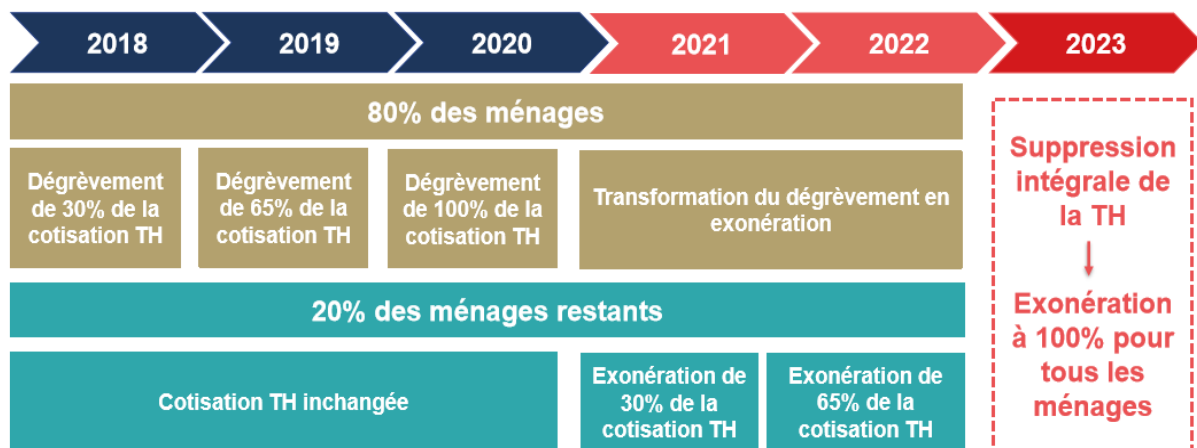 2018
2019
2020
2021
2022
2023
80% des ménages
Dégrèvement
de 30% de la
cotisation TH
Dégrèvement
de 65% de la
cotisation TH
Dégrèvement
de 100% de la
cotisation TH
Transformation du dégrèvement en
exonération
20% des ménages restants
Cotisation TH inchangée
Exonération de
30% de la
cotisation TH
Exonération de
65% de la
cotisation TH
Suppression
intégrale de
la TH
Exonération
à 100% pour
tous les
ménages